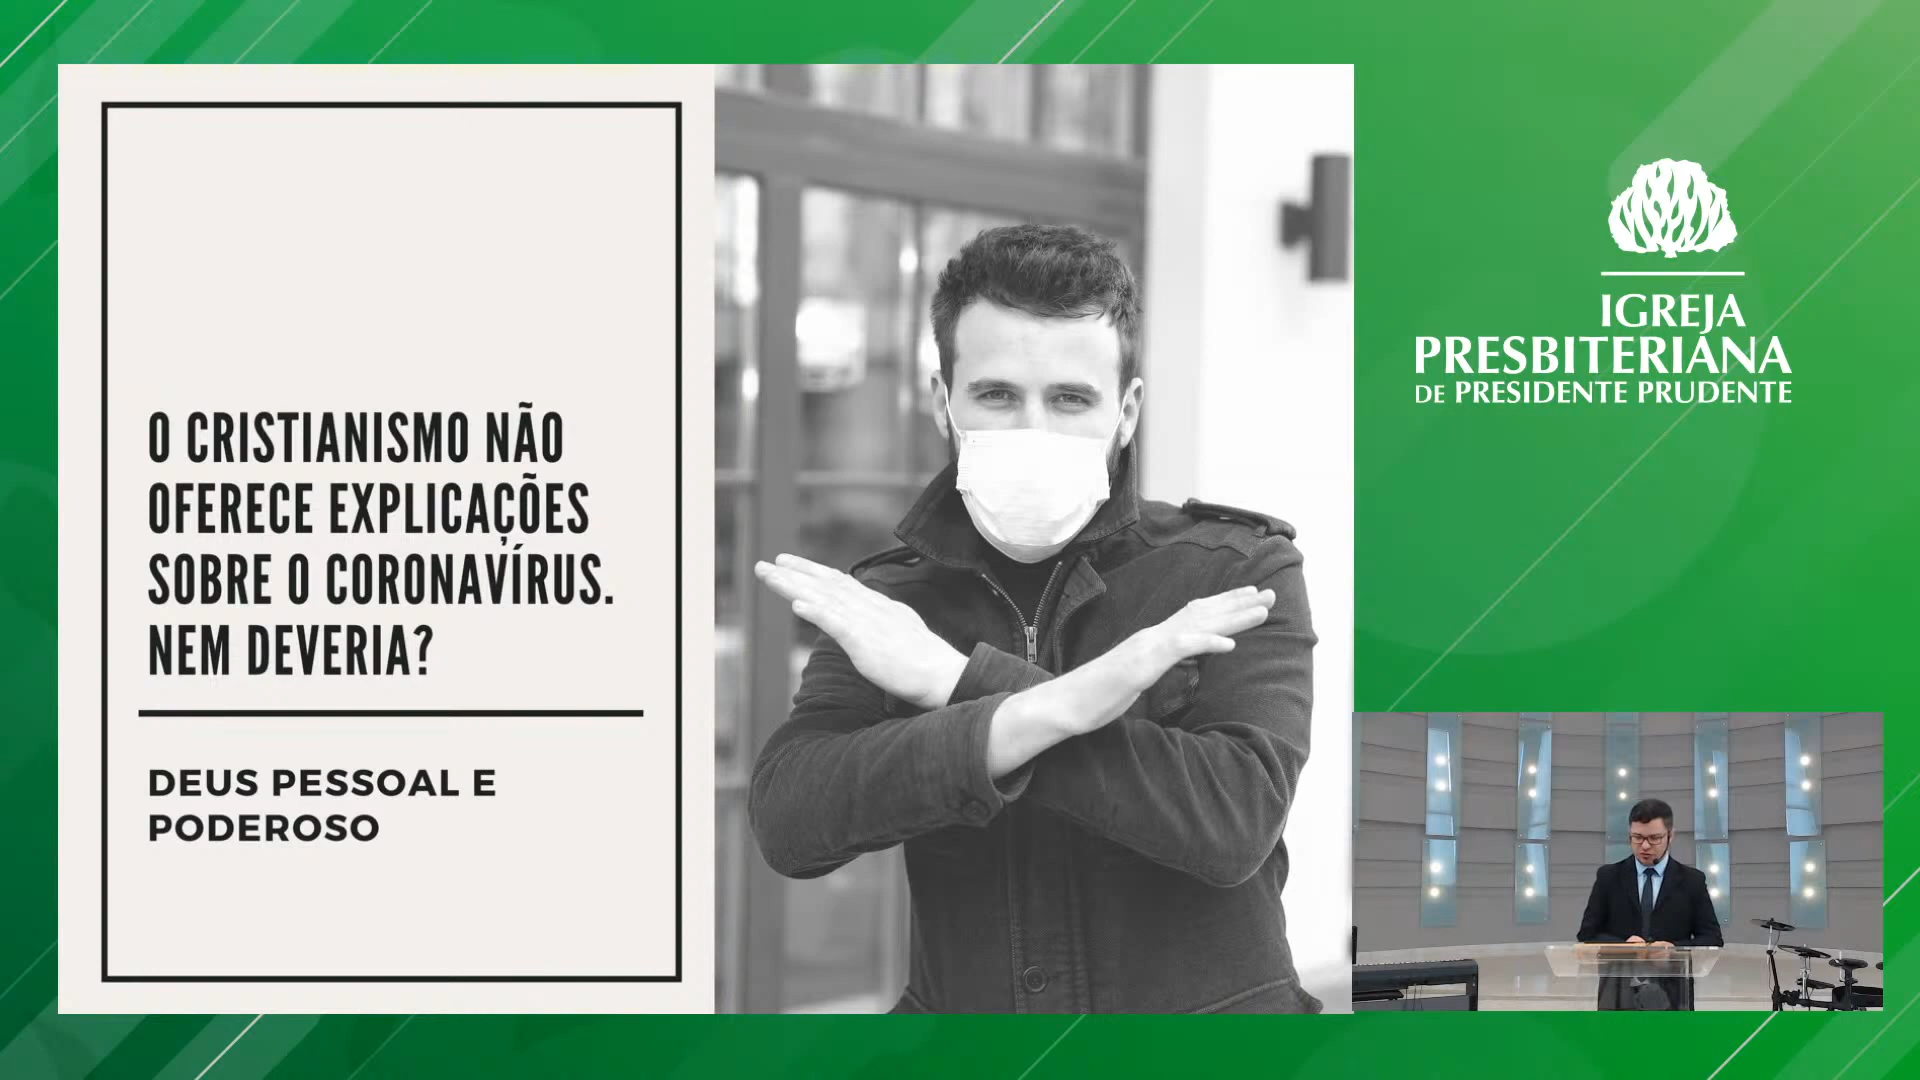 O CRISTIANISMO NÃO
OFERECE EXPLICAÇÕES
SOBRE O CORONAVÍRUS.
NEM DEVERIA?
DEUS PESSOAL E
PODEROSO
IGREJA
PRESBITERIANA
DE PRESIDENTE PRUDENTE